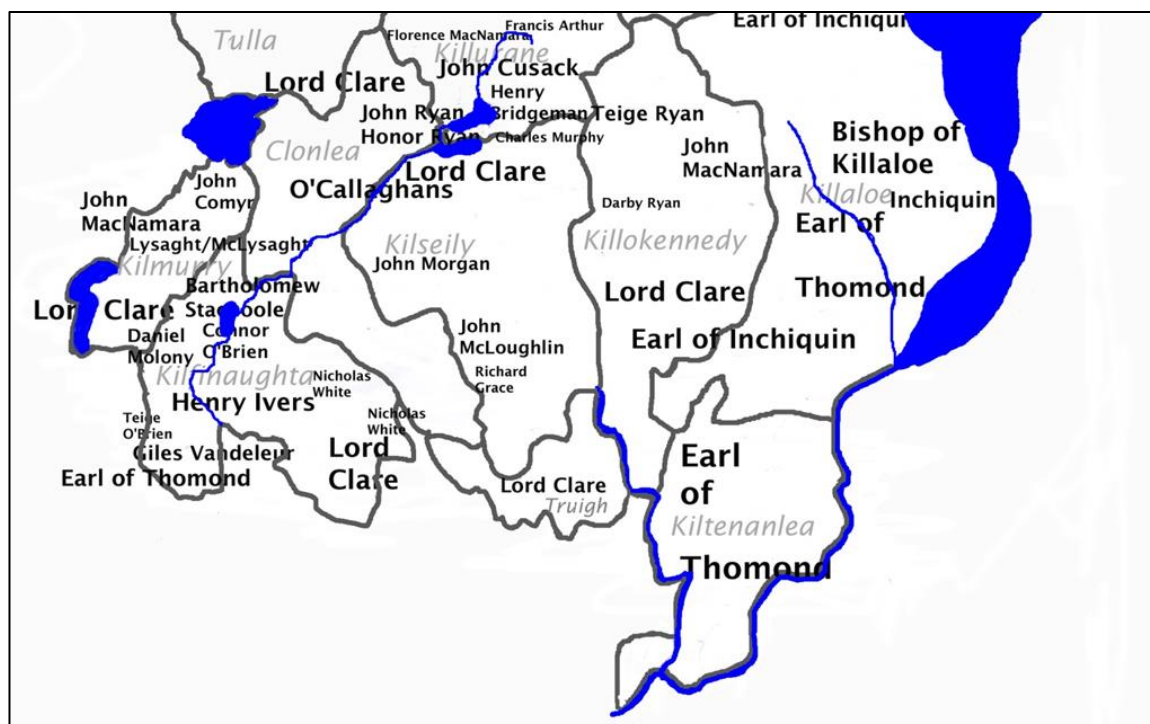 Earl of Inchiquin
Francis Arthur
Florence MacNamara
Tulla
Killurane
John Cusack
Lord Clare
Henry
Bridgeman
Teige Ryan
John Ryan
Honor Ryan
Charles Murphy
Clonlea
Lord Clare
Bishop of
Killaloe
John
MacNamara
John
Comyn
O'Callaghans
Killaloe
Inchiquin
John
MacNamara
Darby Ryan
Earl of
Thomond
Lysaght/McLysaght
Kilseily
Killokennedy
Kilmurry
John Morgan
Bartholomew
Stackpoole
Lord Clare
Lord Clare
Connor
O'Brien
Daniel
Molony
John
McLoughlin
Earl of Inchiquin
Kilfinaughta
Richard
Grace
Nicholas
White
Henry Ivers
Nicholas
White
Teige
O'Brien
Giles Vandeleur
Earl of Thomond
Lord
Clare
Lord Clare
Truigh
Earl
of
Kiltenanlea
Thomond